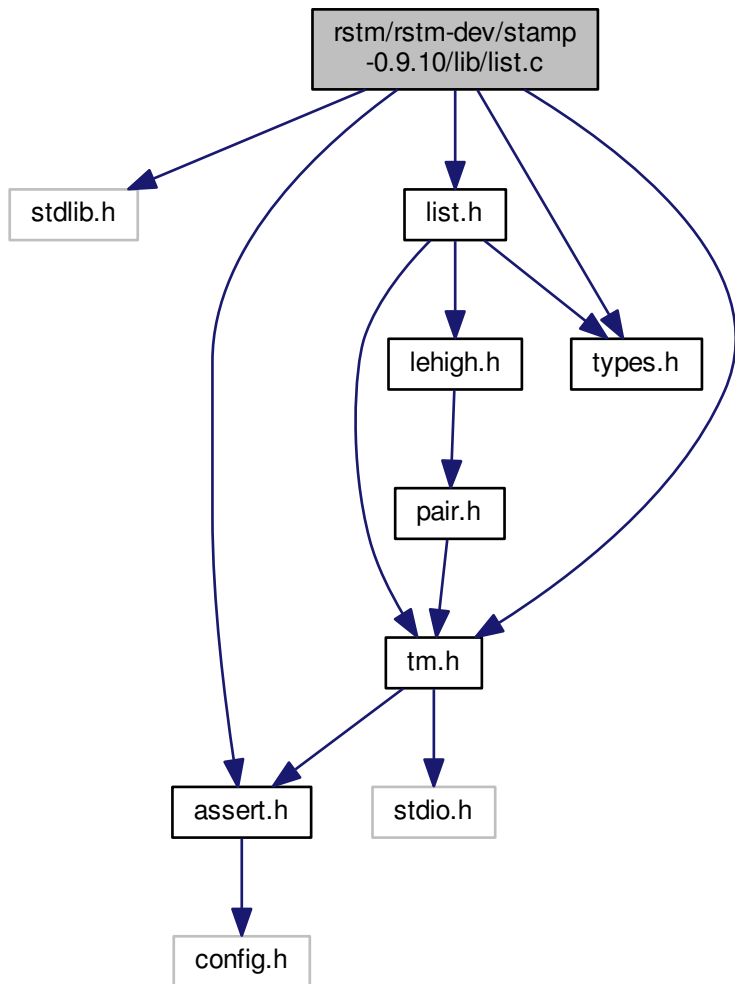 rstm/rstm-dev/stamp
-0.9.10/lib/list.c
stdlib.h
list.h
lehigh.h
types.h
pair.h
tm.h
assert.h
stdio.h
config.h